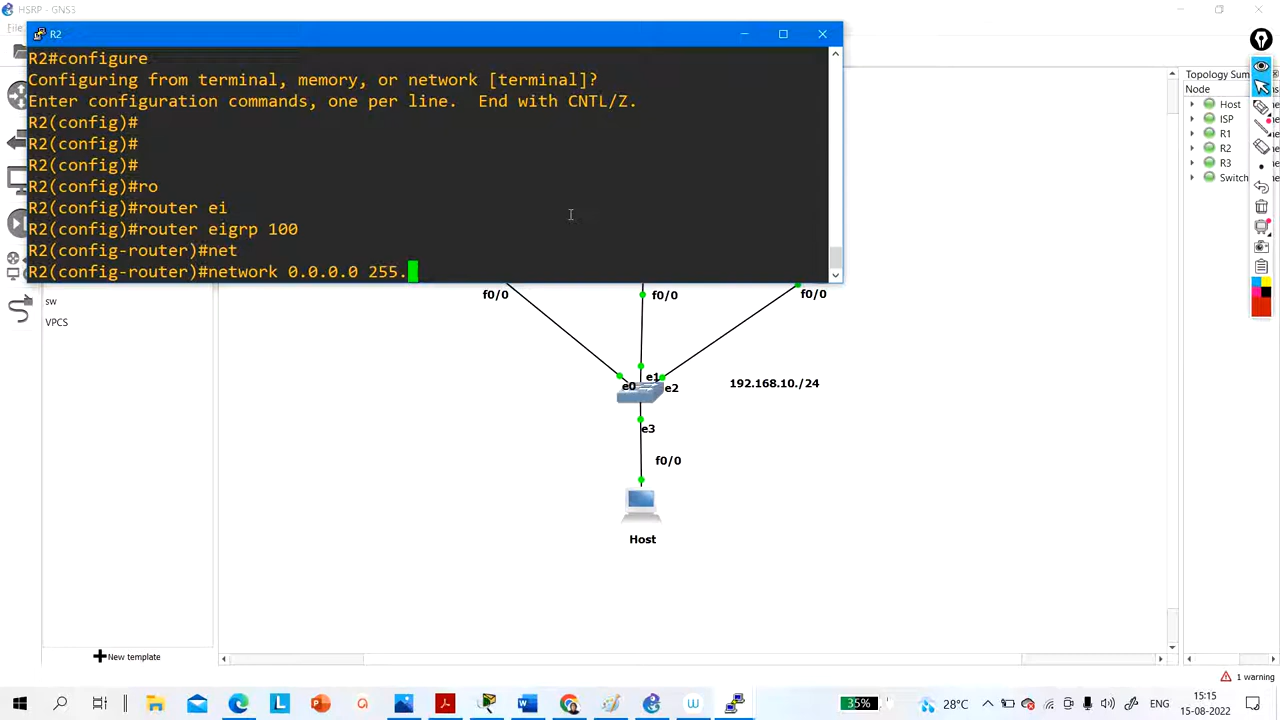 HSRP - GNS3
File
R2
R2#configure
Configuring from terminal, memory, or network [terminal]?
Enter configuration commands, one per line.  End with CNTL/Z.
R2(config)#
R2(config)#
R2(config)#
R2(config)#ro
R2(config)#router ei
R2(config)#router eigrp 100
R2(config-router)#net
R2(config-router)#network 0.0.0.0 255.
Topology Sum
Node
Host
ISP
R1
R2
R3
Switch
sw
VPCS
f0/0
f0/0
f0/0
e0
e1
e2
192.168.10./24
e3
f0/0
Host
New template
1 warning
35%
28°C
ENG
15:15
15-08-2022